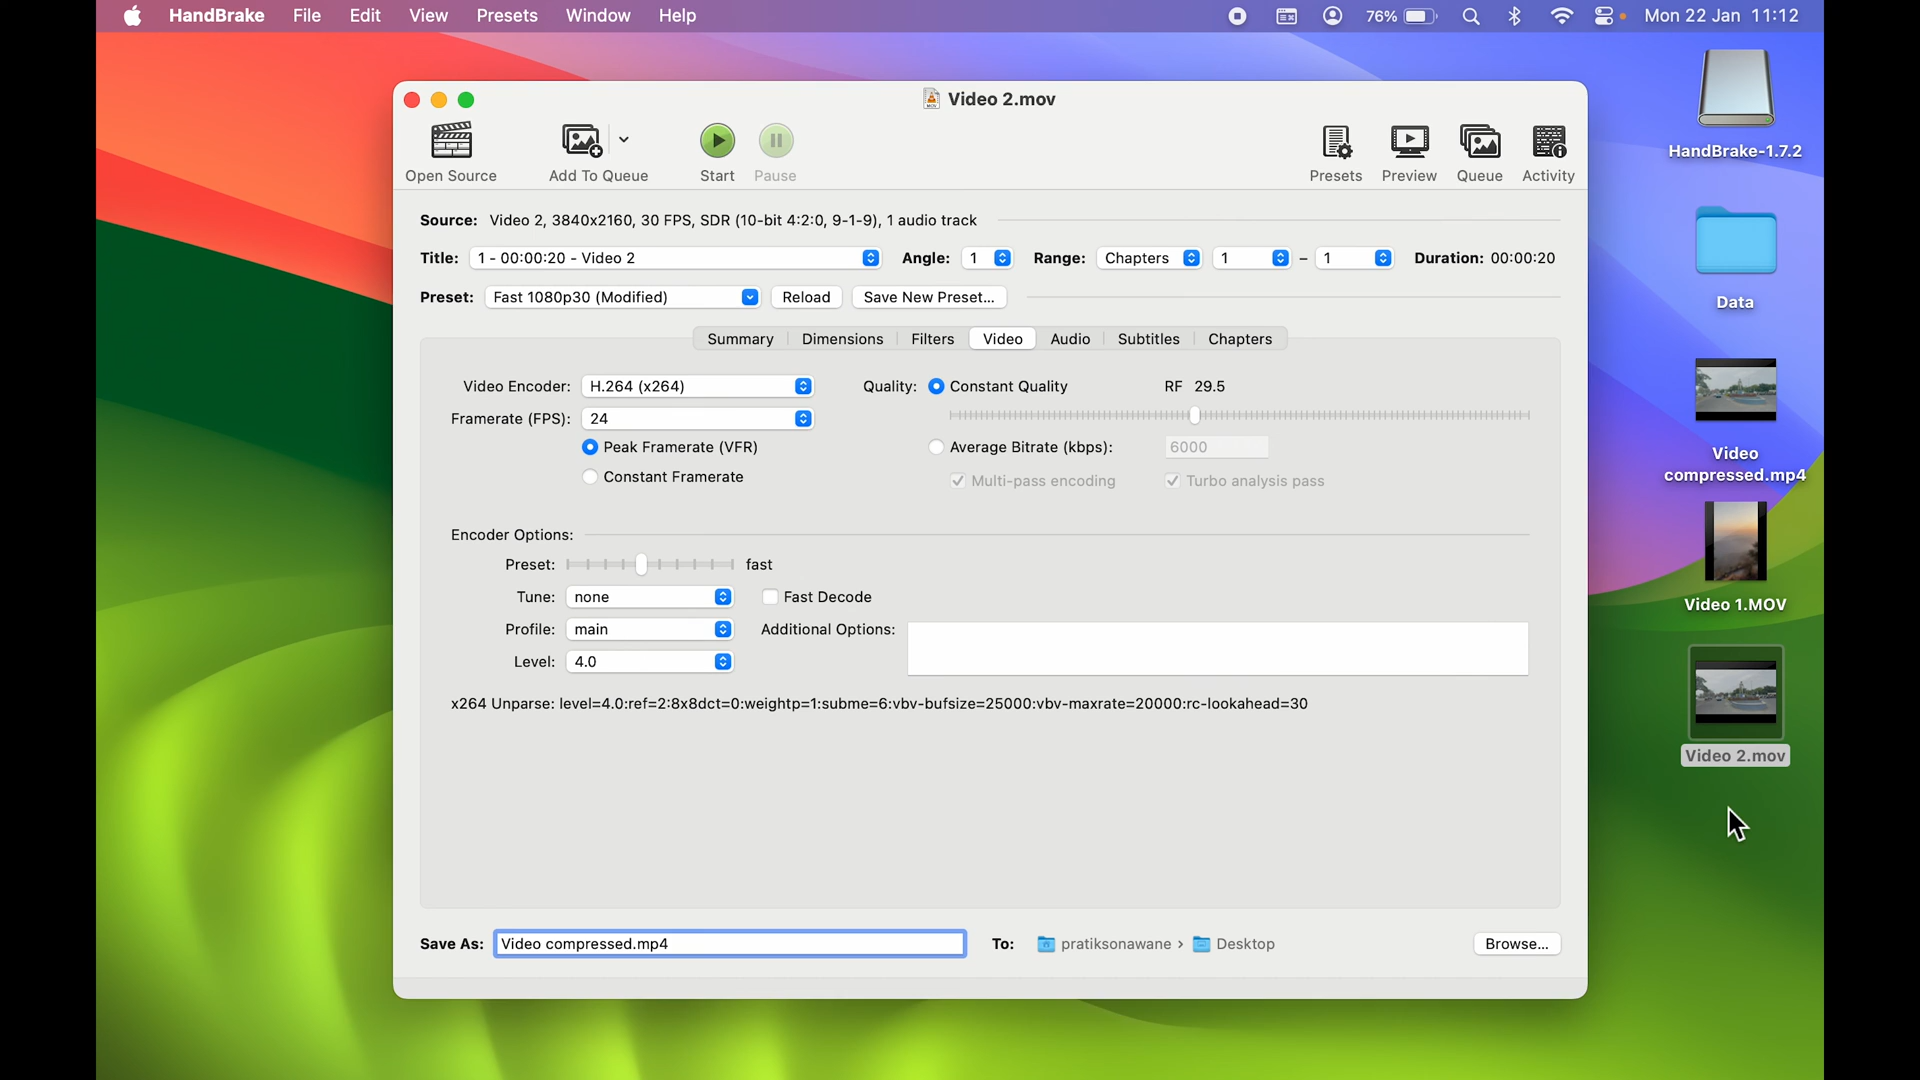 HandBrake File Edit View Presets Window Help 76% Mon 22 Jan 11:12
Video 2.mov
Open Source Add To Queue Start Pause Presets Preview Queue Activity
Source: Video 2, 3840x2160, 30 FPS, SDR (10-bit 4:2:0, 9-1-9), 1 audio track
Title: 1 - 00:00:20 - Video 2 Angle: 1 Range: Chapters 1 – 1 Duration: 00:00:20
Preset: Fast 1080p30 (Modified) Reload Save New Preset...
Summary Dimensions Filters Video Audio Subtitles Chapters
Video Encoder: H.264 (x264) Quality: Constant Quality RF 29.5
Framerate (FPS): 24
Peak Framerate (VFR) Average Bitrate (kbps): 6000
Constant Framerate Multi-pass encoding Turbo analysis pass
Encoder Options:
Preset: fast
Tune: none Fast Decode
Profile: main Additional Options:
Level: 4.0
x264 Unparse: level=4.0:ref=2:8x8dct=0:weightp=1:subme=6:vbv-bufsize=25000:vbv-maxrate=20000:rc-lookahead=30
Save As: Video compressed.mp4 To: pratiksonawane › Desktop Browse...
HandBrake-1.7.2
Data
Video
compressed.mp4
Video 1.MOV
Video 2.mov